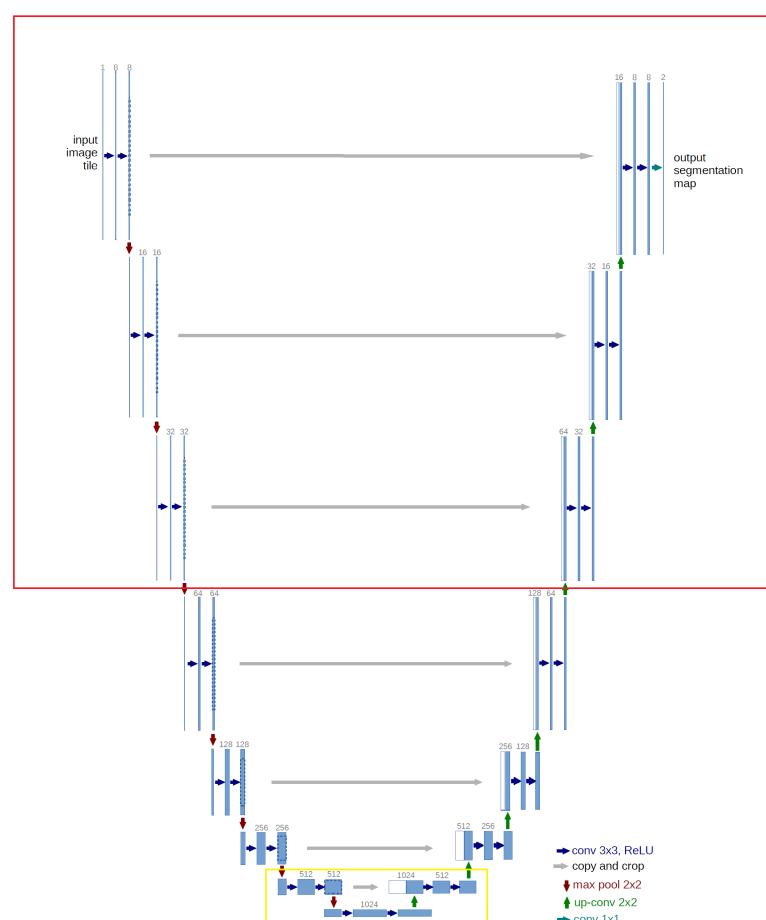 1 8 8
16 8 8 2
input
image
tile
output
segmentation
map
16 16
32 16
32 32
64 32
64 64
128 64
128 128
256 128
256 256
512 256
conv 3x3, ReLU
copy and crop
512 512
1024 512
max pool 2x2
up-conv 2x2
1024
conv 1x1